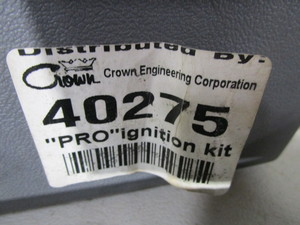 Distributed By:
Crown Crown Engineering Corporation
40275
"PRO"ignition kit